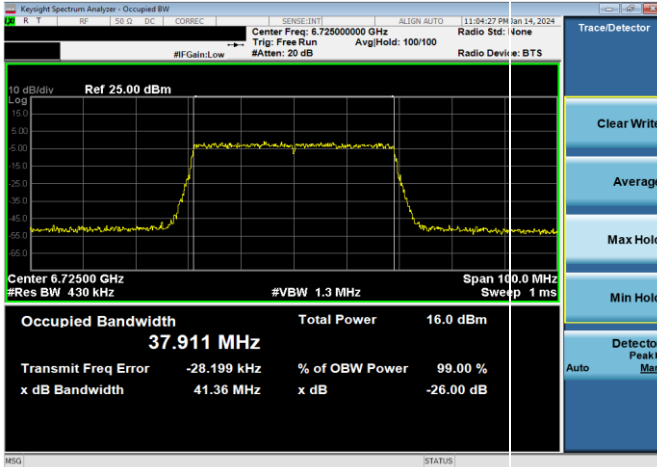 Keysight Spectrum Analyzer - Occupied BW
R T RF 50 Ω DC CORREC SENSE:INT ALIGN AUTO 11:04:27 PM Jan 14, 2024
Center Freq: 6.725000000 GHz Radio Std: None
Trig: Free Run Avg|Hold: 100/100
#IFGain:Low #Atten: 20 dB Radio Device: BTS
Trace/Detector
10 dB/div Ref 25.00 dBm
Log
15.0
5.00
-5.00
-15.0
-25.0
-35.0
-45.0
-55.0
-65.0
Center 6.72500 GHz Span 100.0 MHz
#Res BW 430 kHz #VBW 1.3 MHz Sweep 1 ms
Occupied Bandwidth Total Power 16.0 dBm
37.911 MHz
Transmit Freq Error -28.199 kHz % of OBW Power 99.00 %
x dB Bandwidth 41.36 MHz x dB -26.00 dB
Clear Write
Average
Max Hold
Min Hold
Detector
Peak
Auto Man
MSG STATUS